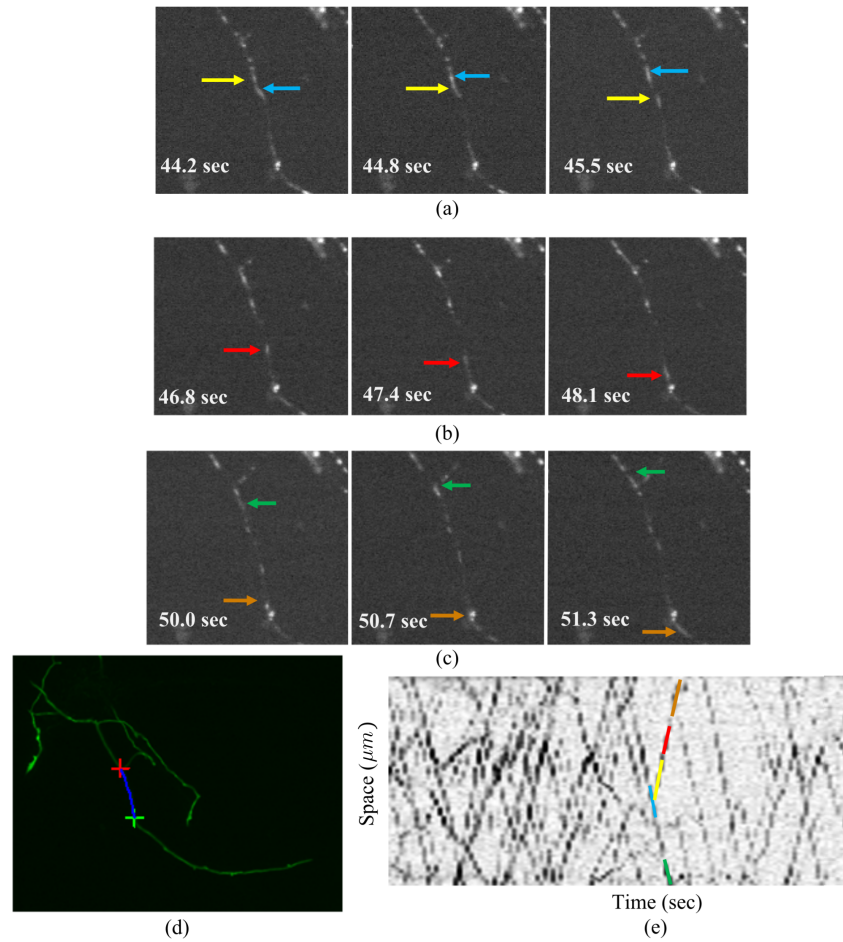 44.2 sec
44.8 sec
45.5 sec
(a)
46.8 sec
47.4 sec
48.1 sec
(b)
50.0 sec
50.7 sec
51.3 sec
(c)
Space (μm)
Time (sec)
(d)
(e)